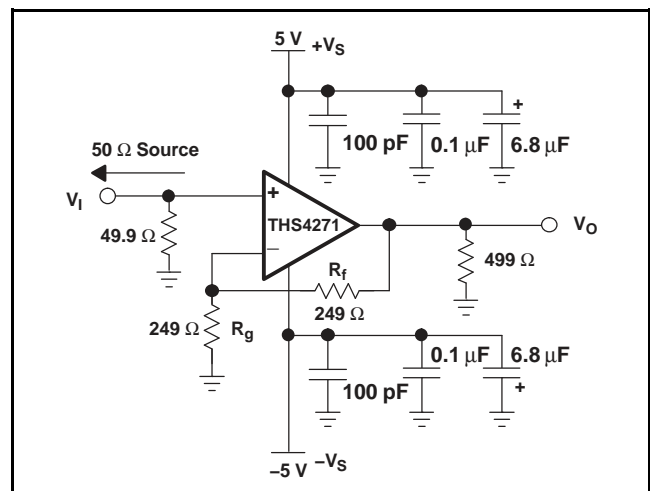 5 V +VS
+
100 pF 0.1 μF 6.8 μF
50 Ω Source
VI
+
THS4271
VO
49.9 Ω
–
Rf
499 Ω
249 Ω
249 Ω Rg
0.1 μF 6.8 μF
100 pF
+
–5 V –VS